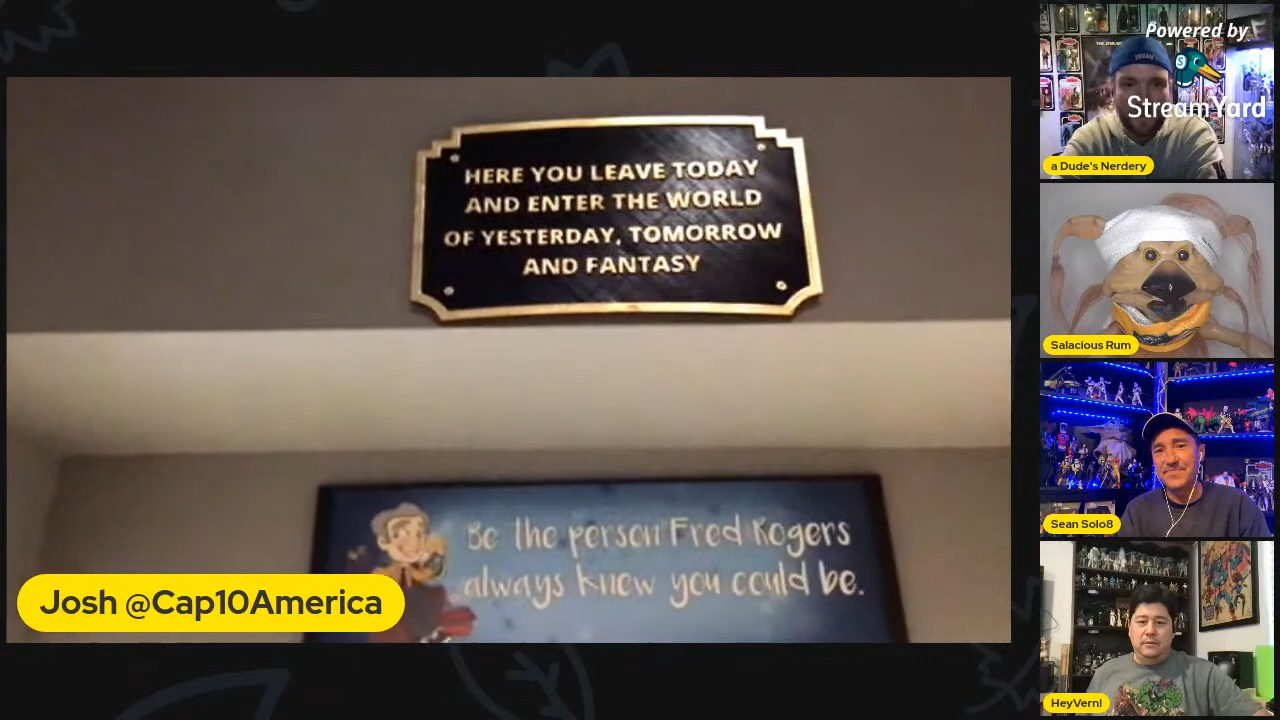 HERE YOU LEAVE TODAY
AND ENTER THE WORLD
OF YESTERDAY, TOMORROW
AND FANTASY
Be the person Fred Rogers
always knew you could be.
Josh @Cap10America
Powered by
StreamYard
a Dude's Nerdery
Salacious Rum
Sean Solo8
HeyVern!